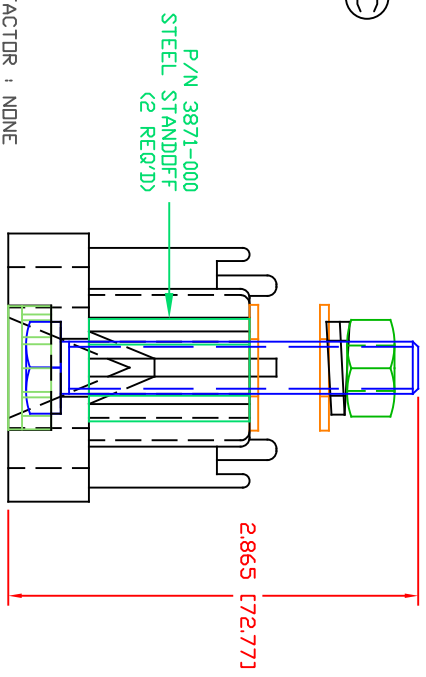 P/N 3871-000
STEEL STANDOFF
(2 REQ'D)
2.865 [72.77]
FACTOR : NONE